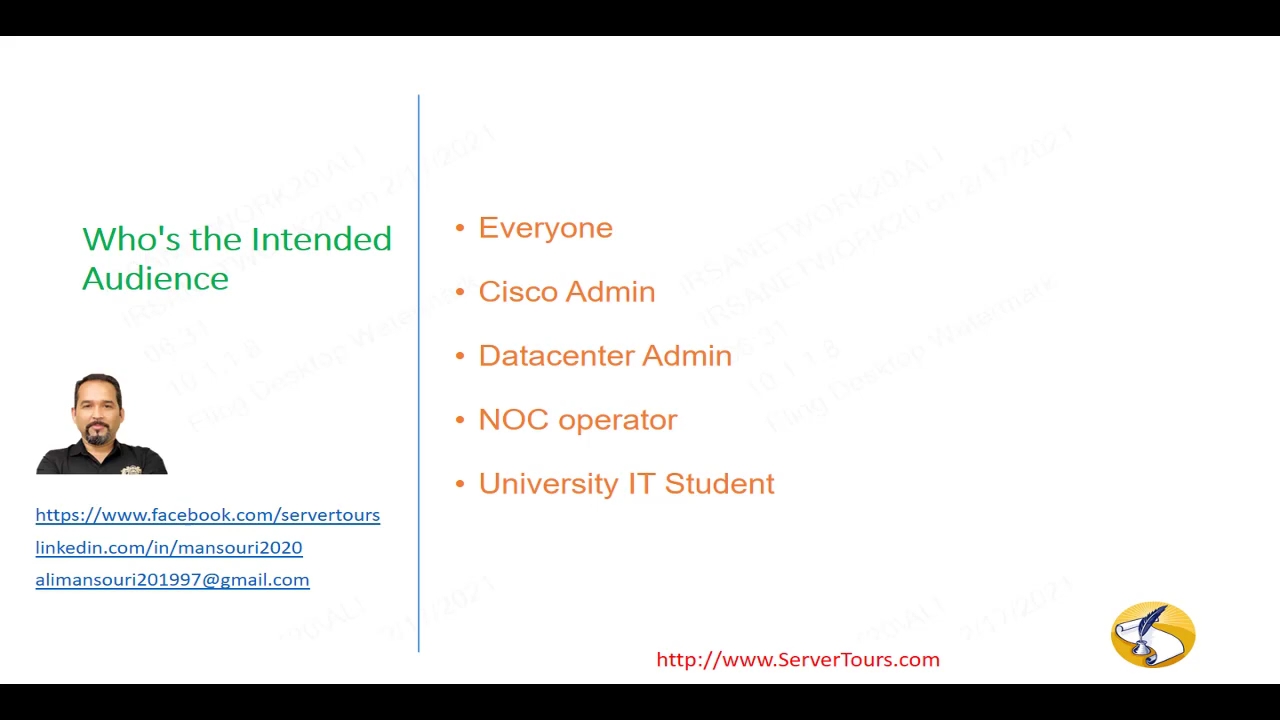 Who's the Intended
Audience
https://www.facebook.com/servertours
linkedin.com/in/mansouri2020
alimansouri201997@gmail.com
• Everyone
• Cisco Admin
• Datacenter Admin
• NOC operator
• University IT Student
http://www.ServerTours.com